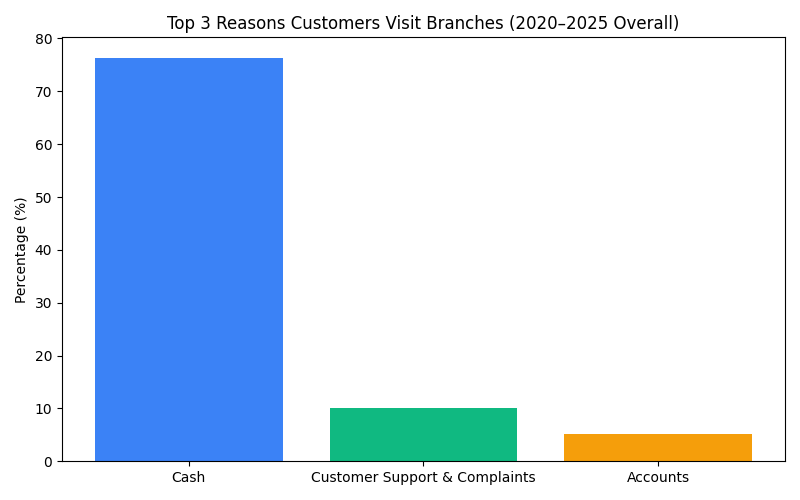 Top 3 Reasons Customers Visit Branches (2020–2025 Overall)
Percentage (%)
80
70
60
50
40
30
20
10
0
Cash
Customer Support & Complaints
Accounts